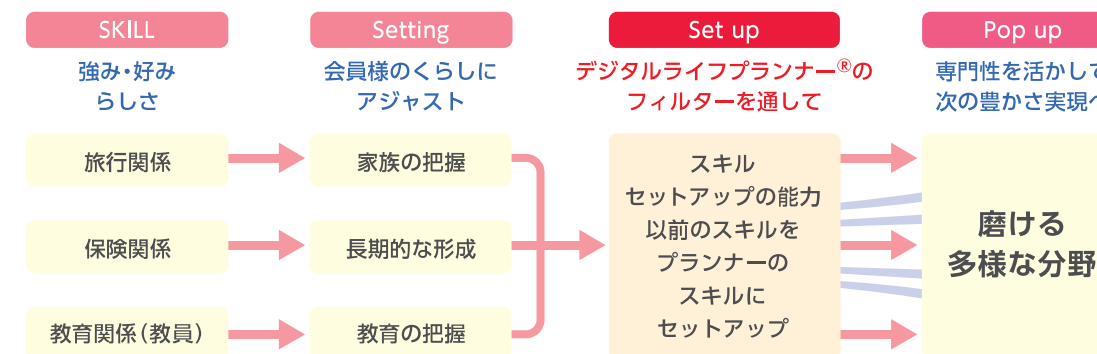 SKILL
強み・好み
らしさ
旅行関係
保険関係
教育関係(教員)
Setting
会員様のくらしに
アジャスト
家族の把握
長期的な形成
教育の把握
Set up
デジタルライフプランナー®の
フィルターを通して
スキル
セットアップの能力
以前のスキルを
プランナーの
スキルに
セットアップ
Pop up
専門性を活かして
次の豊かさ実現へ
磨ける
多様な分野